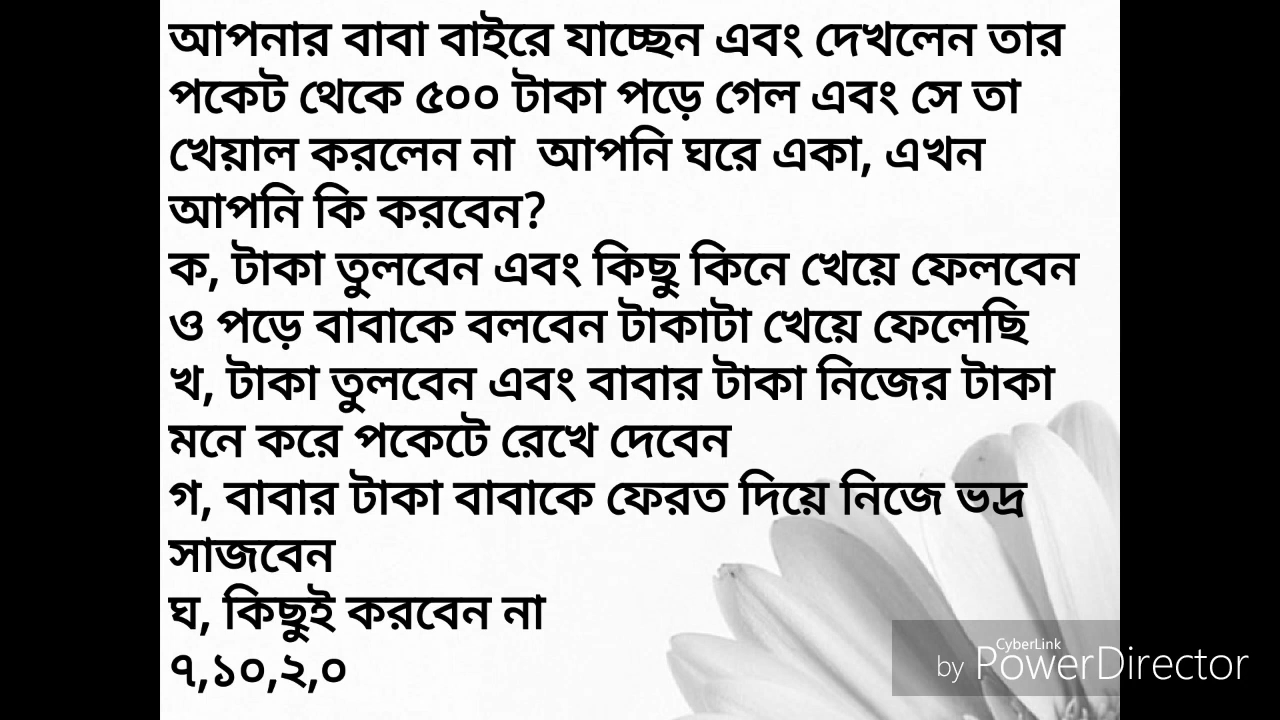 আপনার বাবা বাইরে যাচ্ছেন এবং দেখলেন তার
পকেট থেকে ৫০০ টাকা পড়ে গেল এবং সে তা
খেয়াল করলেন না  আপনি ঘরে একা, এখন
আপনি কি করবেন?
ক, টাকা তুলবেন এবং কিছু কিনে খেয়ে ফেলবেন
ও পড়ে বাবাকে বলবেন টাকাটা খেয়ে ফেলেছি
খ, টাকা তুলবেন এবং বাবার টাকা নিজের টাকা
মনে করে পকেটে রেখে দেবেন
গ, বাবার টাকা বাবাকে ফেরত দিয়ে নিজে ভদ্র
সাজবেন
ঘ, কিছুই করবেন না
৭,১০,২,০
by CyberLink PowerDirector